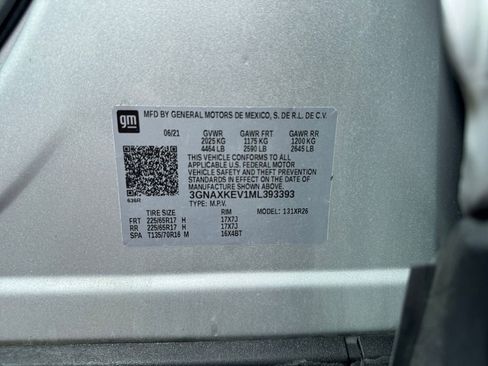 gm
MFD BY GENERAL MOTORS DE MEXICO, S. DE R.L. DE C.V.
06/21 GVWR GAWR FRT GAWR RR
2025 KG 1175 KG 1200 KG
4464 LB 2590 LB 2645 LB
THIS VEHICLE CONFORMS TO ALL
APPLICABLE U.S. FEDERAL MOTOR
VEHICLE SAFETY AND THEFT PREVENTION
STANDARDS IN EFFECT ON THE DATE OF
MANUFACTURE SHOWN ABOVE.
3GNAXKEV1ML393393
TYPE: M.P.V.
TIRE SIZE RIM MODEL: 131XR26
FRT 225/65R17 H 17X7J
RR 225/65R17 H 17X7J
SPA T135/70R16 M 16X4BT